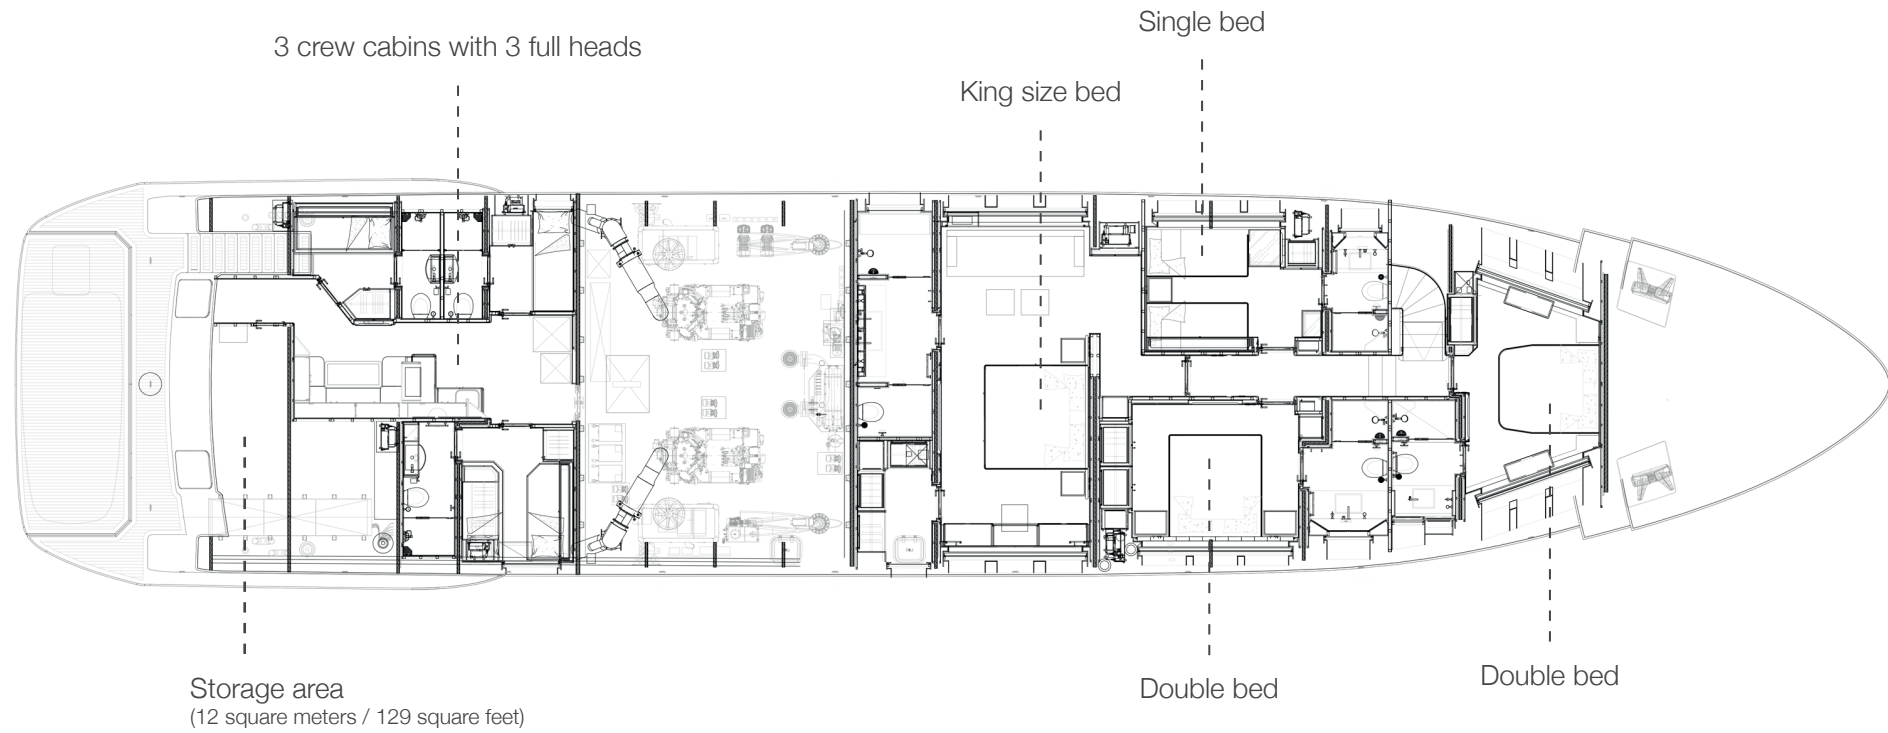 Single bed
3 crew cabins with 3 full heads
King size bed
Storage area
(12 square meters / 129 square feet)
Double bed
Double bed